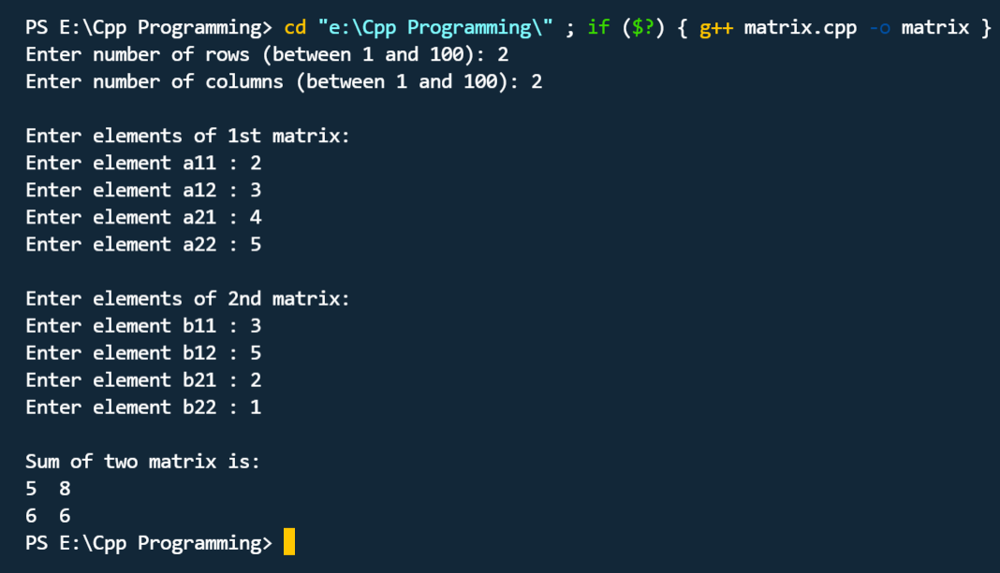 PS E:\Cpp Programming> cd "e:\Cpp Programming\" ; if ($?) { g++ matrix.cpp -o matrix }
Enter number of rows (between 1 and 100): 2
Enter number of columns (between 1 and 100): 2
Enter elements of 1st matrix:
Enter element a11 : 2
Enter element a12 : 3
Enter element a21 : 4
Enter element a22 : 5
Enter elements of 2nd matrix:
Enter element b11 : 3
Enter element b12 : 5
Enter element b21 : 2
Enter element b22 : 1
Sum of two matrix is:
5  8
6  6
PS E:\Cpp Programming>